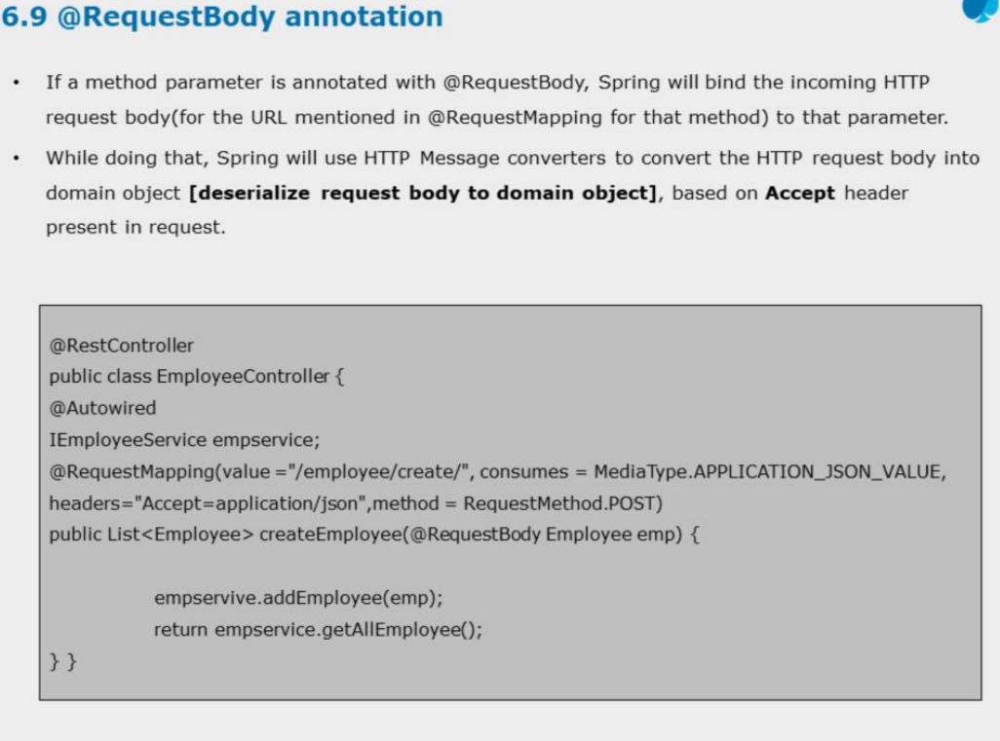 6.9 @RequestBody annotation
• If a method parameter is annotated with @RequestBody, Spring will bind the incoming HTTP
request body(for the URL mentioned in @RequestMapping for that method) to that parameter.
• While doing that, Spring will use HTTP Message converters to convert the HTTP request body into
domain object [deserialize request body to domain object], based on Accept header
present in request.
@RestController
public class EmployeeController {
@Autowired
IEmployeeService empservice;
@RequestMapping(value ="/employee/create/", consumes = MediaType.APPLICATION_JSON_VALUE,
headers="Accept=application/json",method = RequestMethod.POST)
public List<Employee> createEmployee(@RequestBody Employee emp) {
empservive.addEmployee(emp);
return empservice.getAllEmployee();
} }